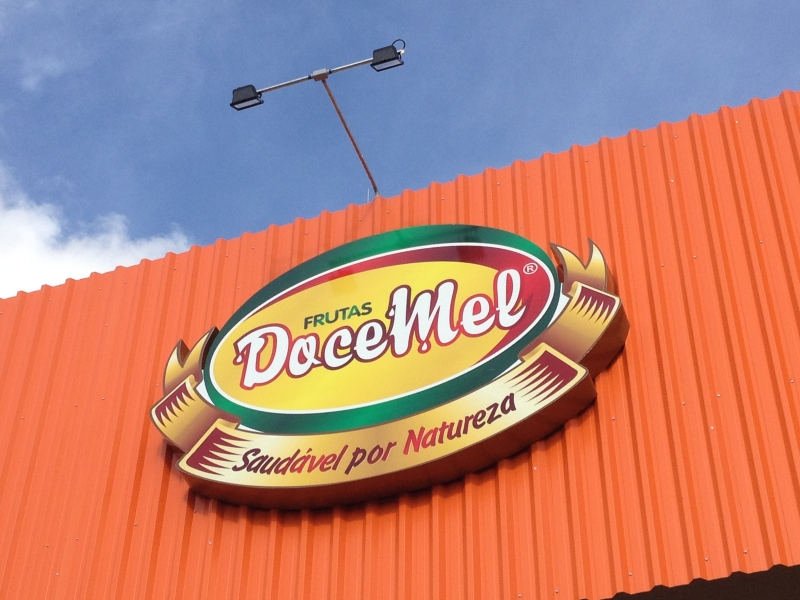 FRUTAS
DoceMel®
Saudável por Natureza